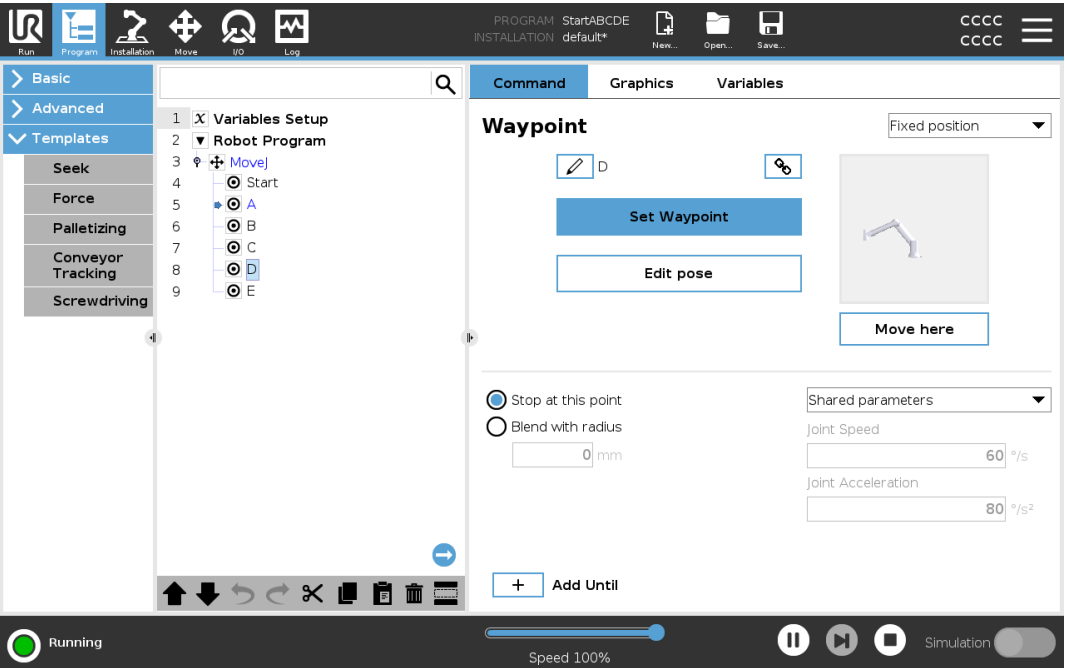 PROGRAM StartABCDE
INSTALLATION default*
CCCC
CCCC
UR
Run
Program
Installation
Move
I/O
Log
New...
Open...
Save...
Basic
Advanced
Templates
Seek
Force
Palletizing
Conveyor
Tracking
Screwdriving
1 X Variables Setup
2 Robot Program
3 MoveJ
4 Start
5 A
6 B
7 C
8 D
9 E
Command Graphics Variables
Waypoint
Fixed position
D
Set Waypoint
Edit pose
Move here
Stop at this point
Blend with radius
0 mm
Shared parameters
Joint Speed
60 °/s
Joint Acceleration
80 °/s²
+ Add Until
Running
Speed 100%
Simulation